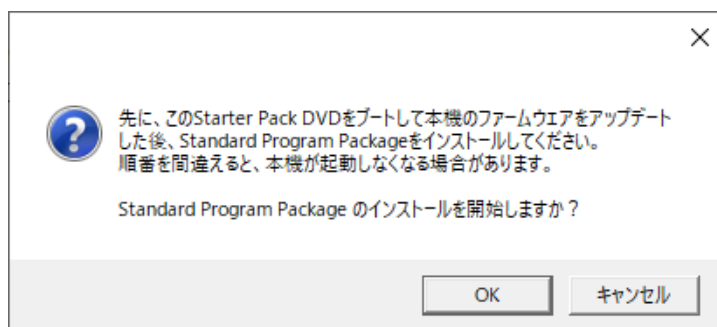 先に、このStarter Pack DVDをブートして本機のファームウェアをアップデート
した後、Standard Program Packageをインストールしてください。
順番を間違えると、本機が起動しなくなる場合があります。
Standard Program Package のインストールを開始しますか？
OK
キャンセル